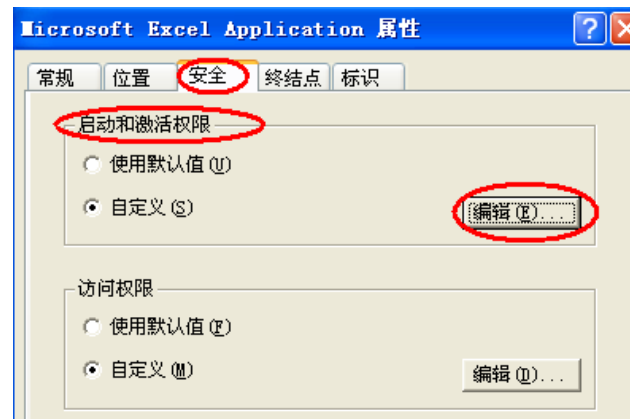 Microsoft Excel Application 属性
常规 位置 安全 终结点 标识
启动和激活权限
使用默认值(U)
自定义(S)
编辑(E)...
访问权限
使用默认值(F)
自定义(M)
编辑(D)...